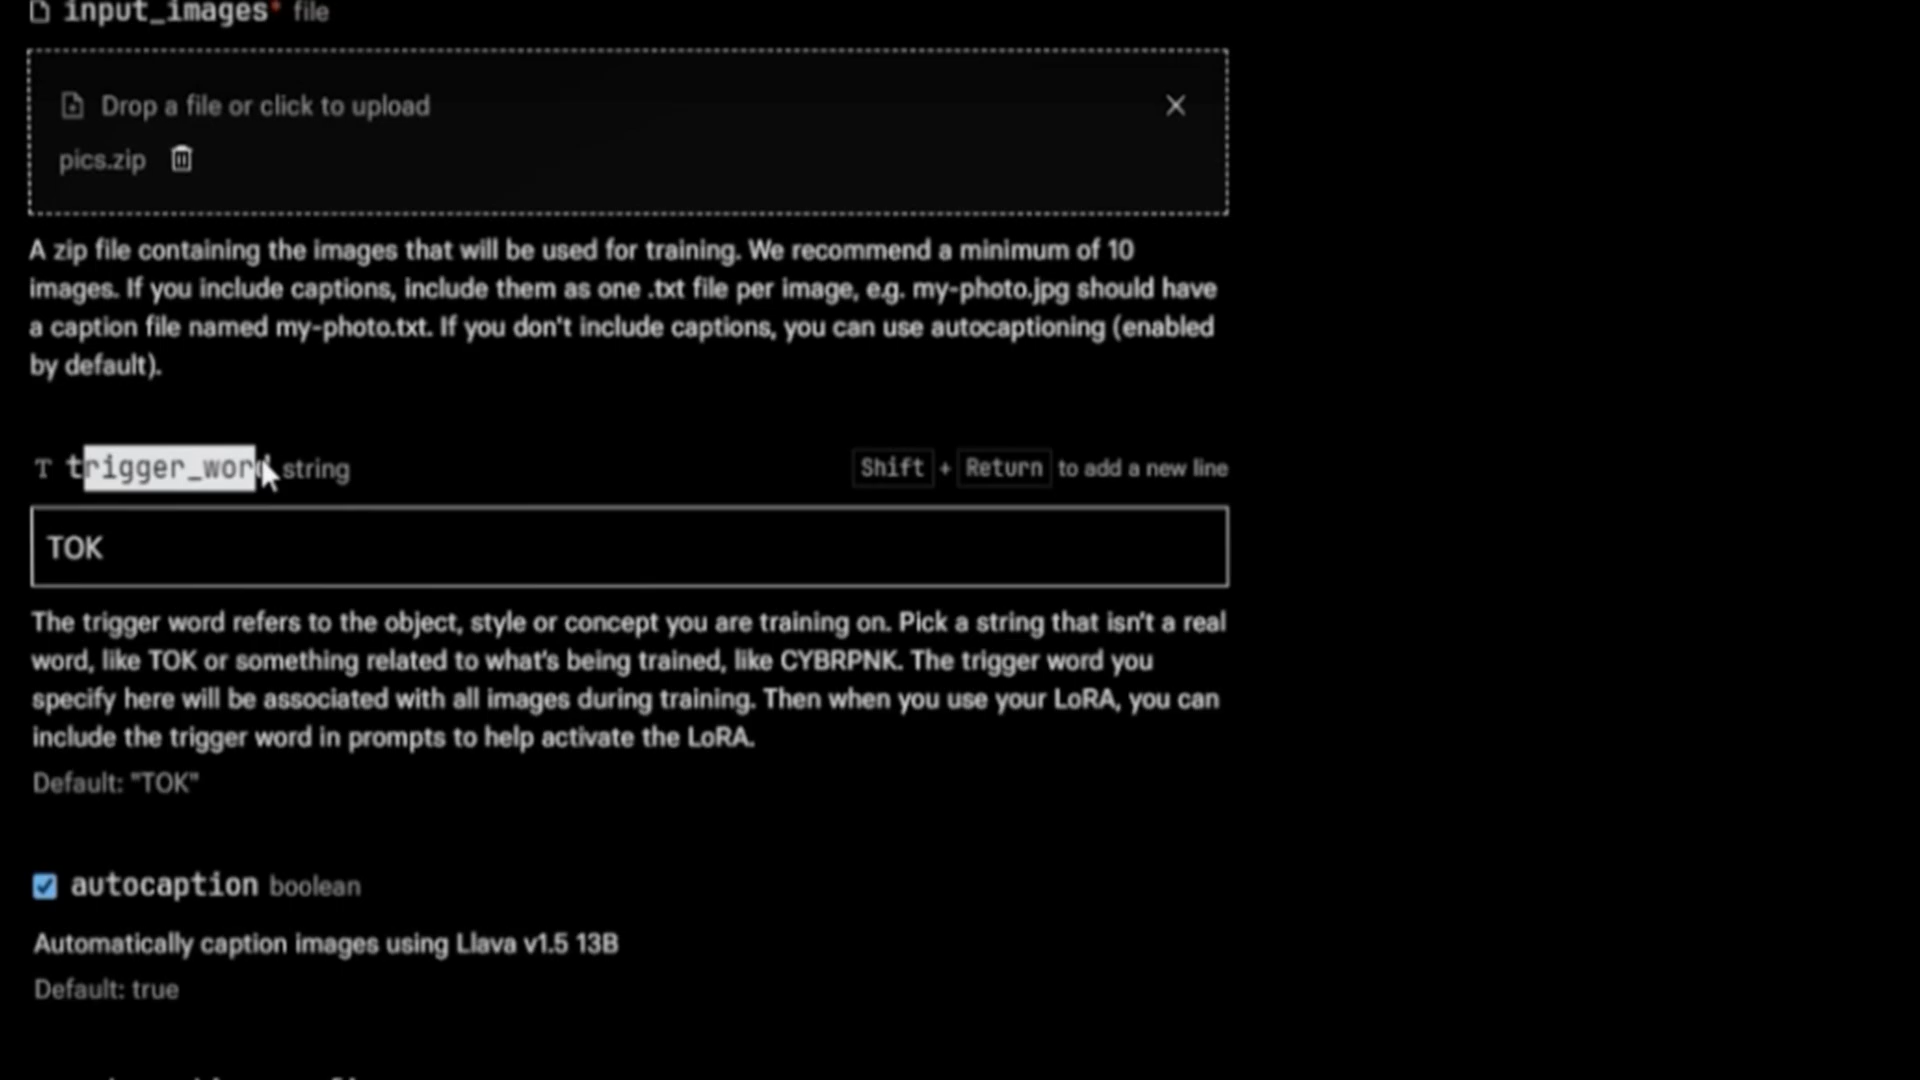 input_images* file
Drop a file or click to upload
pics.zip
A zip file containing the images that will be used for training. We recommend a minimum of 10
images. If you include captions, include them as one .txt file per image, e.g. my-photo.jpg should have
a caption file named my-photo.txt. If you don't include captions, you can use autocaptioning (enabled
by default).
T trigger_word string Shift + Return to add a new line
TOK
The trigger word refers to the object, style or concept you are training on. Pick a string that isn't a real
word, like TOK or something related to what's being trained, like CYBRPNK. The trigger word you
specify here will be associated with all images during training. Then when you use your LoRA, you can
include the trigger word in prompts to help activate the LoRA.
Default: "TOK"
autocaption boolean
Automatically caption images using Llava v1.5 13B
Default: true